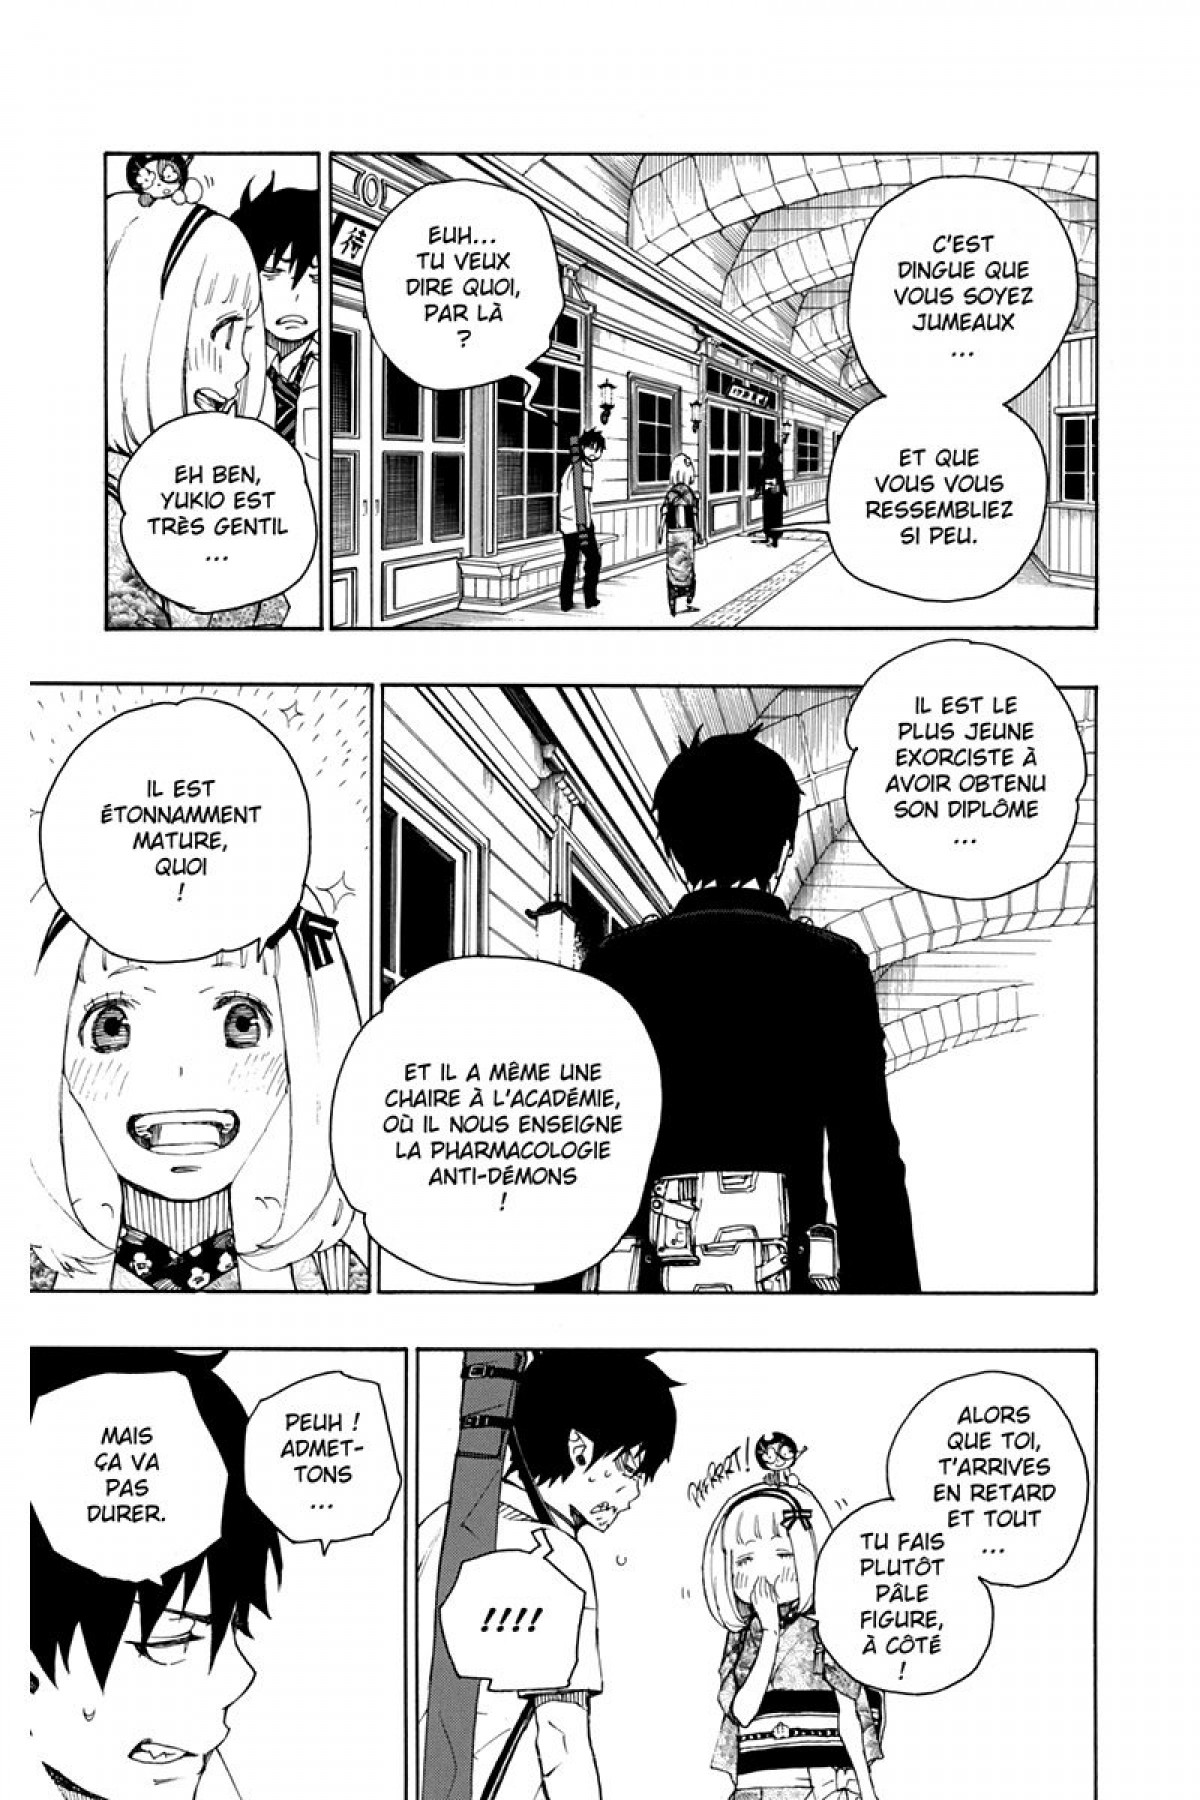 C'EST
DINGUE QUE
VOUS SOYEZ
JUMEAUX
...
ET QUE
VOUS VOUS
RESSEMBLIEZ
SI PEU.
EUH...
TU VEUX
DIRE QUOI,
PAR LÀ
?
101
待
EH BEN,
YUKIO EST
TRÈS GENTIL
...
IL EST LE
PLUS JEUNE
EXORCISTE À
AVOIR OBTENU
SON DIPLÔME
...
ET IL A MÊME UNE
CHAIRE À L'ACADÉMIE,
OÙ IL NOUS ENSEIGNE
LA PHARMACOLOGIE
ANTI-DÉMONS
!
IL EST
ÉTONNAMMENT
MATURE,
QUOI
!
ALORS
QUE TOI,
T'ARRIVES
EN RETARD
ET TOUT
...
TU FAIS
PLUTÔT
PÂLE
FIGURE,
À CÔTÉ
!
PFFRRRT!
!!!!
PEUH !
ADMET-
TONS
...
MAIS
ÇA VA
PAS
DURER.